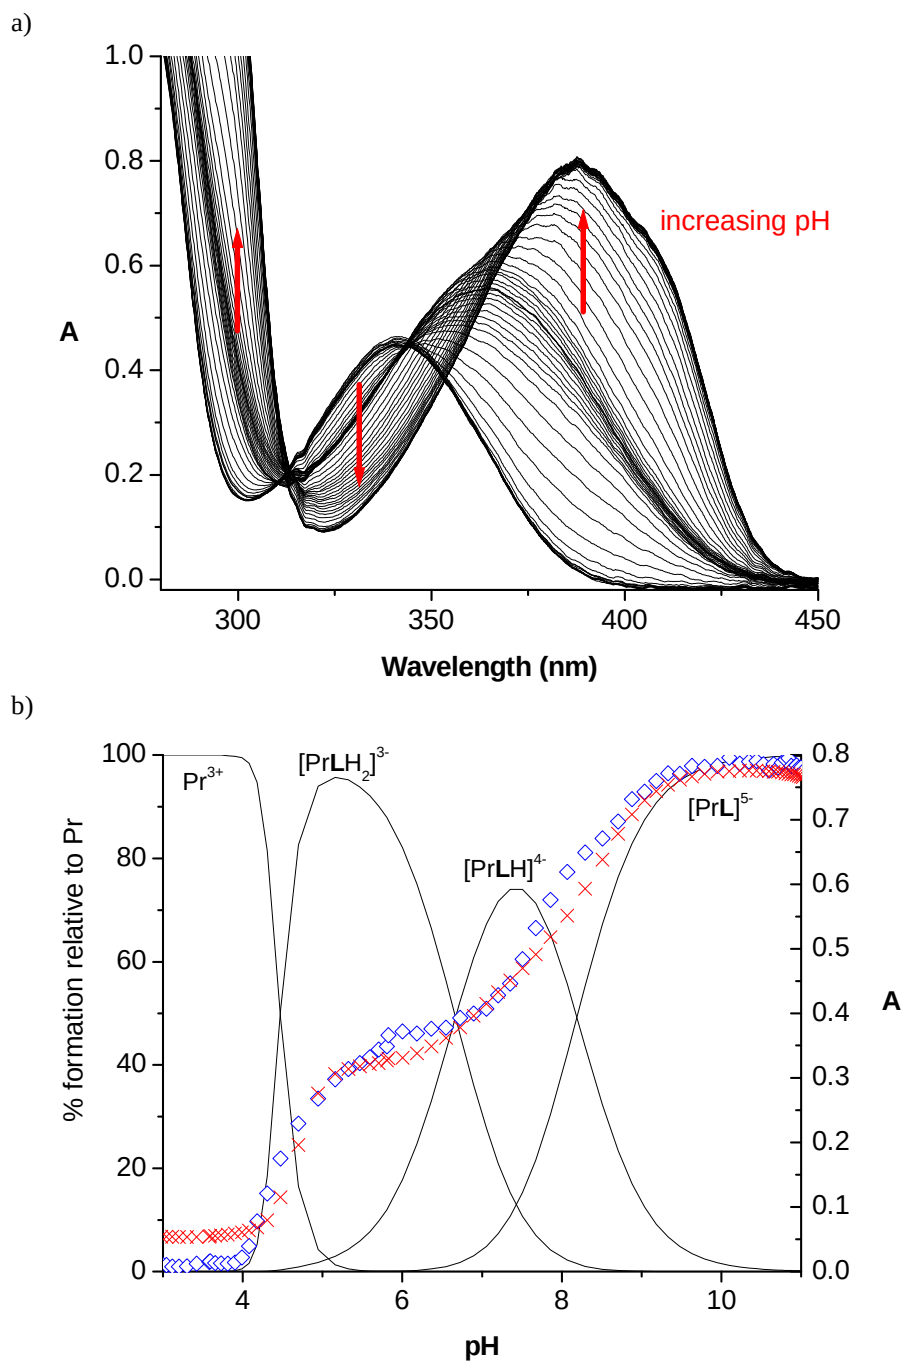 a)
1.0
0.8
0.6
0.4
0.2
0.0
A
increasing pH
300 350 400 450
Wavelength (nm)
b)
100
80
60
40
20
0
% formation relative to Pr
Pr³⁺
[PrLH₂]³⁻
[PrLH]⁴⁻
[PrL]⁵⁻
0.8
0.7
0.6
0.5
0.4
0.3
0.2
0.1
0.0
A
4 6 8 10
pH